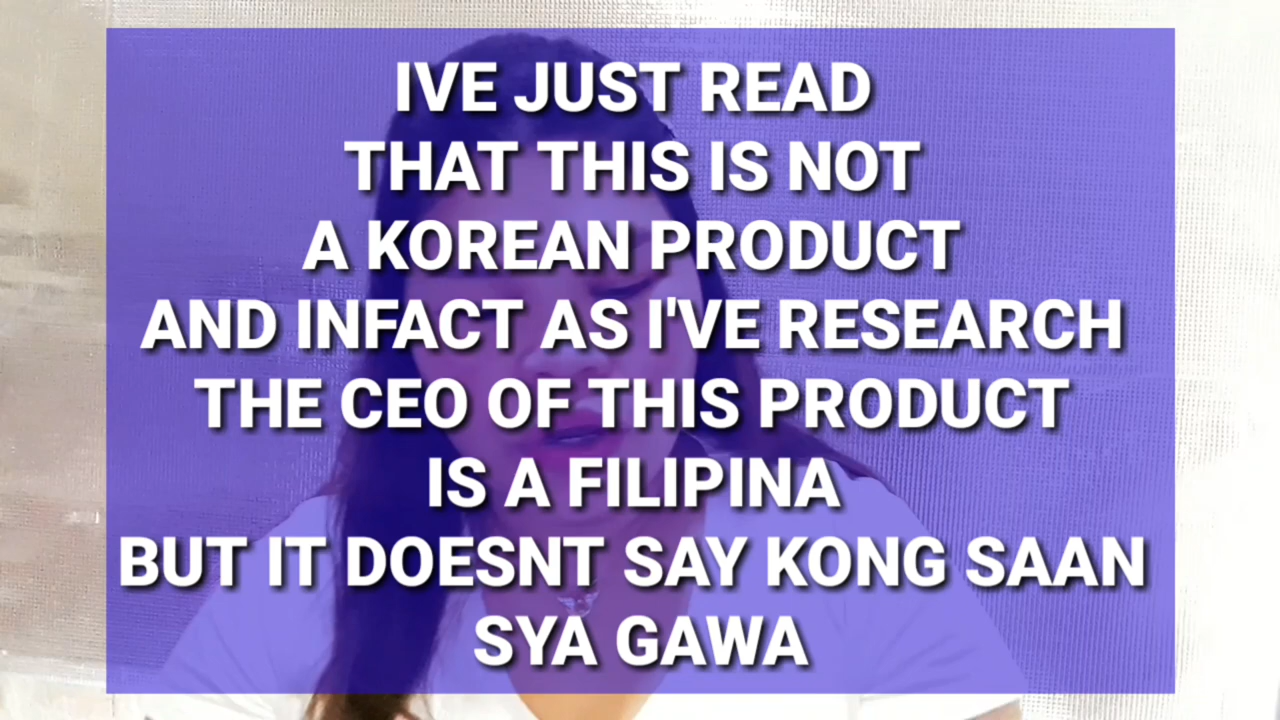 IVE JUST READ
THAT THIS IS NOT
A KOREAN PRODUCT
AND INFACT AS I'VE RESEARCH
THE CEO OF THIS PRODUCT
IS A FILIPINA
BUT IT DOESNT SAY KONG SAAN
SYA GAWA